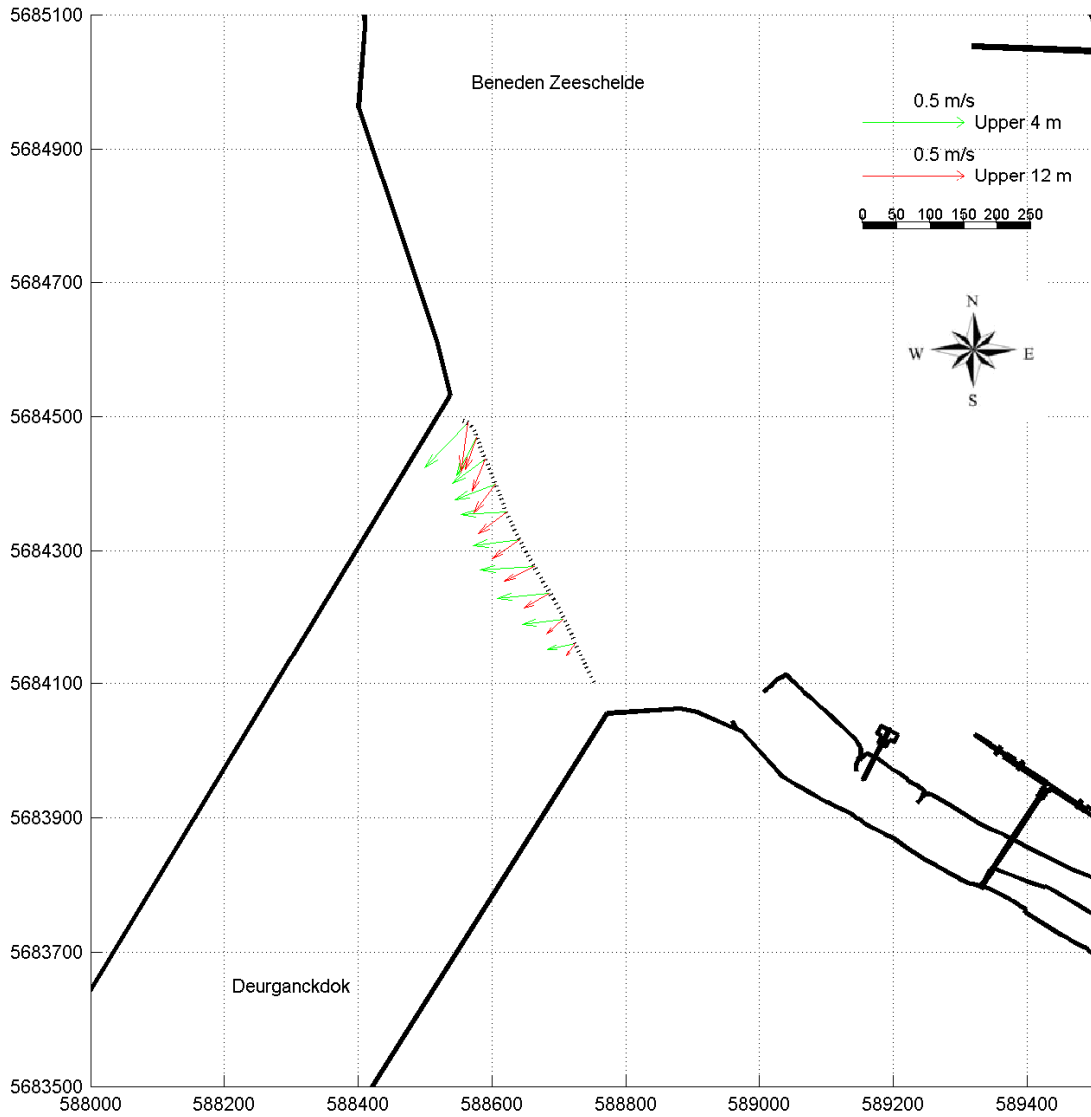 5685100
Beneden Zeeschelde
0.5 m/s
Upper 4 m
5684900
0.5 m/s
Upper 12 m
0 50 100 150 200 250
5684700
N
W E
S
5684500
5684300
5684100
5683900
5683700
Deurganckdok
5683500
588000 588200 588400 588600 588800 589000 589200 589400